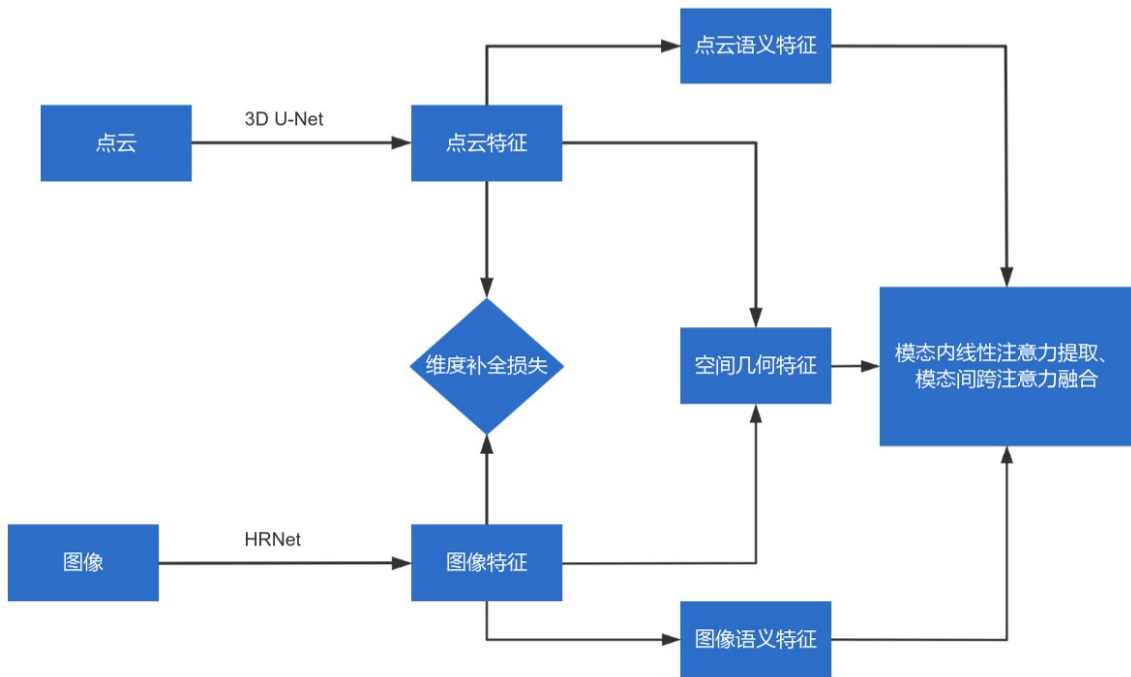 点云语义特征
3D U-Net
点云
点云特征
维度补全损失
空间几何特征
模态内线性注意力提取、
模态间跨注意力融合
HRNet
图像
图像特征
图像语义特征